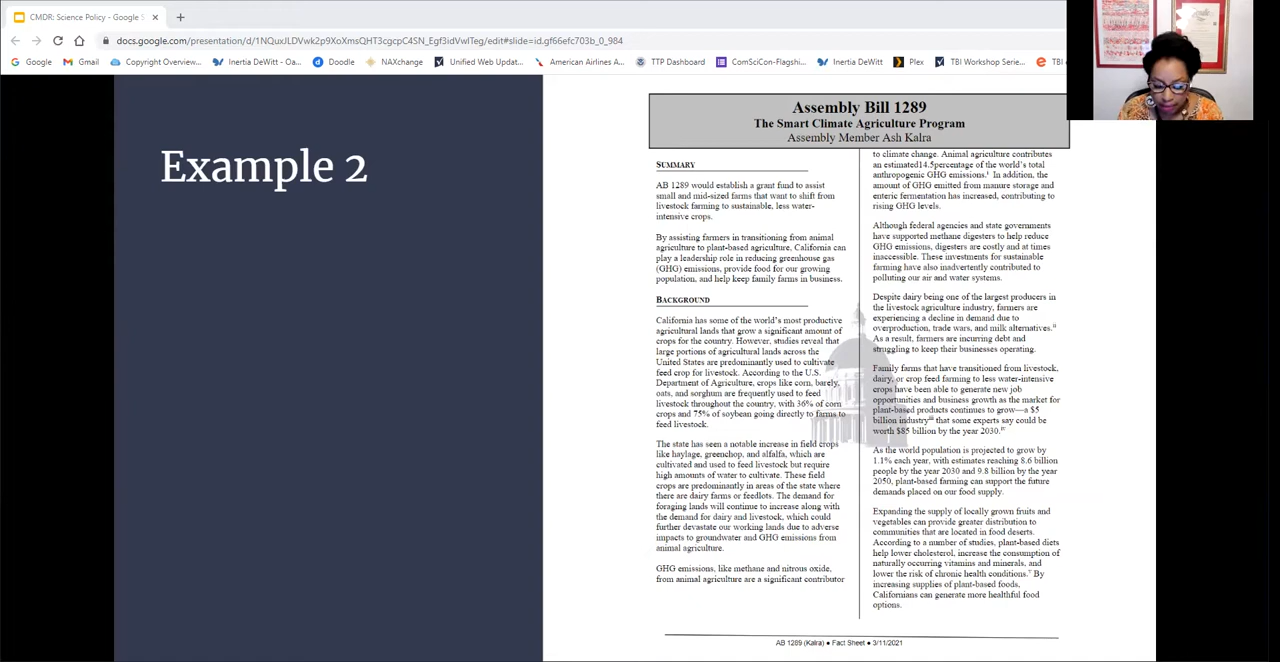 CMDR: Science Policy - Google S
docs.google.com/presentation/d/1NQuxJLDVwk2p9XoXmsQHT3cgcpGEN_Egf3idVwITeg/edit#slide=id.gf66efc703b_0_984
Google Gmail Copyright Overview... Inertia DeWitt - Oa... Doodle NAXchange Unified Web Updat... American Airlines A... TTP Dashboard ComSciCon-Flagshi... Inertia DeWitt Plex TBI Workshop Serie...
Example 2
Assembly Bill 1289
The Smart Climate Agriculture Program
Assembly Member Ash Kalra
SUMMARY
AB 1289 would establish a grant fund to assist
small and mid-sized farms that want to shift from
livestock farming to sustainable, less water-
intensive crops.
By assisting farmers in transitioning from animal
agriculture to plant-based agriculture, California can
play a leadership role in reducing greenhouse gas
(GHG) emissions, provide food for our growing
population, and help keep family farms in business.
BACKGROUND
California has some of the world's most productive
agricultural lands that grow a significant amount of
crops for the country. However, studies reveal that
large portions of agricultural lands across the
United States are predominantly used to cultivate
feed crop for livestock. According to the U.S.
Department of Agriculture, crops like corn, barely,
oats, and sorghum are frequently used to feed
livestock throughout the country, with 36% of corn
crops and 75% of soybean going directly to farms to
feed livestock.
The state has seen a notable increase in field crops
like haylage, greenchop, and alfalfa, which are
cultivated and used to feed livestock but require
high amounts of water to cultivate. These field
crops are predominantly in areas of the state where
there are dairy farms or feedlots. The demand for
foraging lands will continue to increase along with
the demand for dairy and livestock, which could
further devastate our working lands due to adverse
impacts to groundwater and GHG emissions from
animal agriculture.
GHG emissions, like methane and nitrous oxide,
from animal agriculture are a significant contributor
to climate change. Animal agriculture contributes
an estimated14.5percentage of the world's total
anthropogenic GHG emissions.i In addition, the
amount of GHG emitted from manure storage and
enteric fermentation has increased, contributing to
rising GHG levels.
Although federal agencies and state governments
have supported methane digesters to help reduce
GHG emissions, digesters are costly and at times
inaccessible. These investments for sustainable
farming have also inadvertently contributed to
polluting our air and water systems.
Despite dairy being one of the largest producers in
the livestock agriculture industry, farmers are
experiencing a decline in demand due to
overproduction, trade wars, and milk alternatives.ii
As a result, farmers are incurring debt and
struggling to keep their businesses operating.
Family farms that have transitioned from livestock,
dairy, or crop feed farming to less water-intensive
crops have been able to generate new job
opportunities and business growth as the market for
plant-based products continues to grow—a $5
billion industryiii that some experts say could be
worth $85 billion by the year 2030.iv
As the world population is projected to grow by
1.1% each year, with estimates reaching 8.6 billion
people by the year 2030 and 9.8 billion by the year
2050, plant-based farming can support the future
demands placed on our food supply.
Expanding the supply of locally grown fruits and
vegetables can provide greater distribution to
communities that are located in food deserts.
According to a number of studies, plant-based diets
help lower cholesterol, increase the consumption of
naturally occurring vitamins and minerals, and
lower the risk of chronic health conditions.v By
increasing supplies of plant-based foods,
Californians can generate more healthful food
options.
AB 1289 (Kalra) ● Fact Sheet ● 3/11/2021